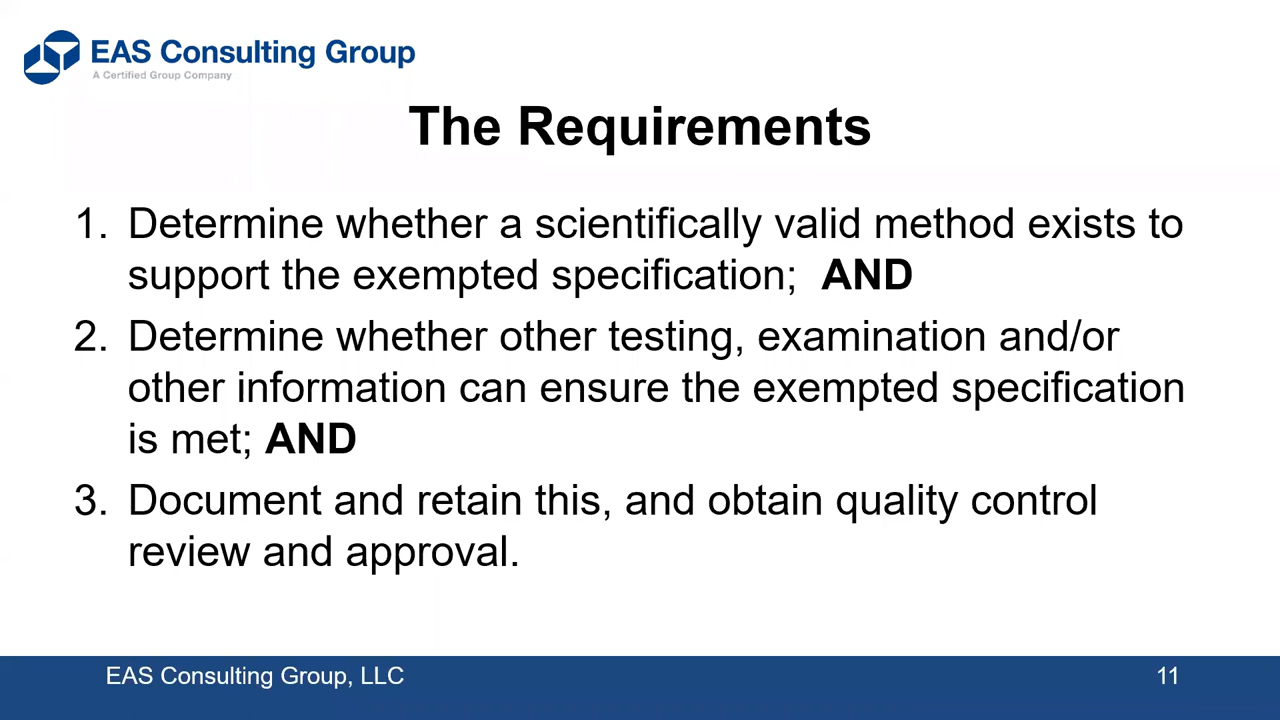 EAS Consulting Group
A Certified Group Company
The Requirements
1. Determine whether a scientifically valid method exists to
support the exempted specification; AND
2. Determine whether other testing, examination and/or
other information can ensure the exempted specification
is met; AND
3. Document and retain this, and obtain quality control
review and approval.
EAS Consulting Group, LLC
11